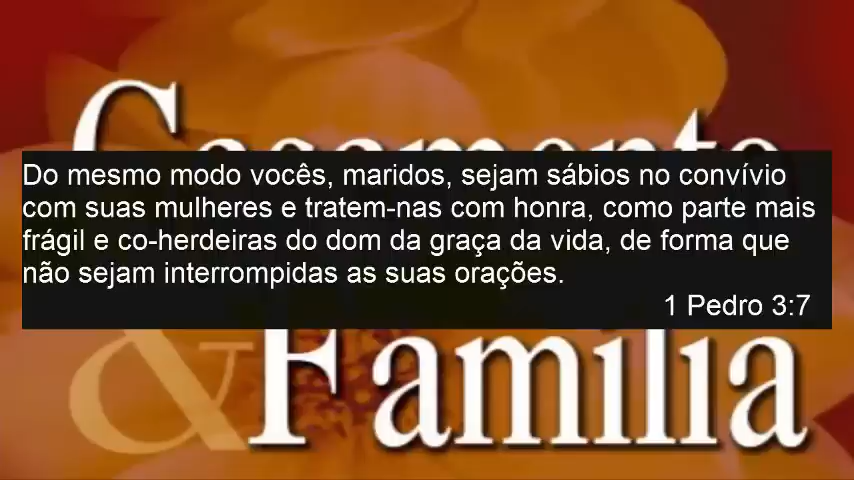 Casamento
Do mesmo modo vocês, maridos, sejam sábios no convívio
com suas mulheres e tratem-nas com honra, como parte mais
frágil e co-herdeiras do dom da graça da vida, de forma que
não sejam interrompidas as suas orações.
1 Pedro 3:7
& Família